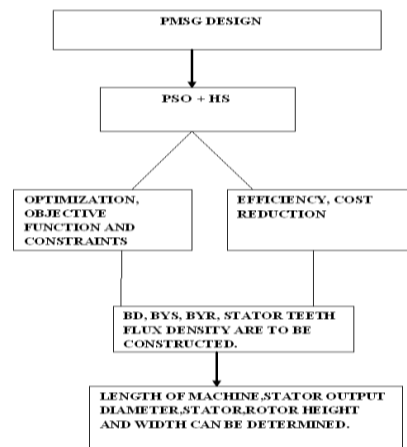 PMSG DESIGN
PSO + HS
OPTIMIZATION,
OBJECTIVE
FUNCTION AND
CONSTRAINTS
EFFICIENCY, COST
REDUCTION
BD, BYS, BYR, STATOR TEETH
FLUX DENSITY ARE TO BE
CONSTRUCTED.
LENGTH OF MACHINE,STATOR OUTPUT
DIAMETER,STATOR,ROTOR HEIGHT
AND WIDTH CAN BE DETERMINED.